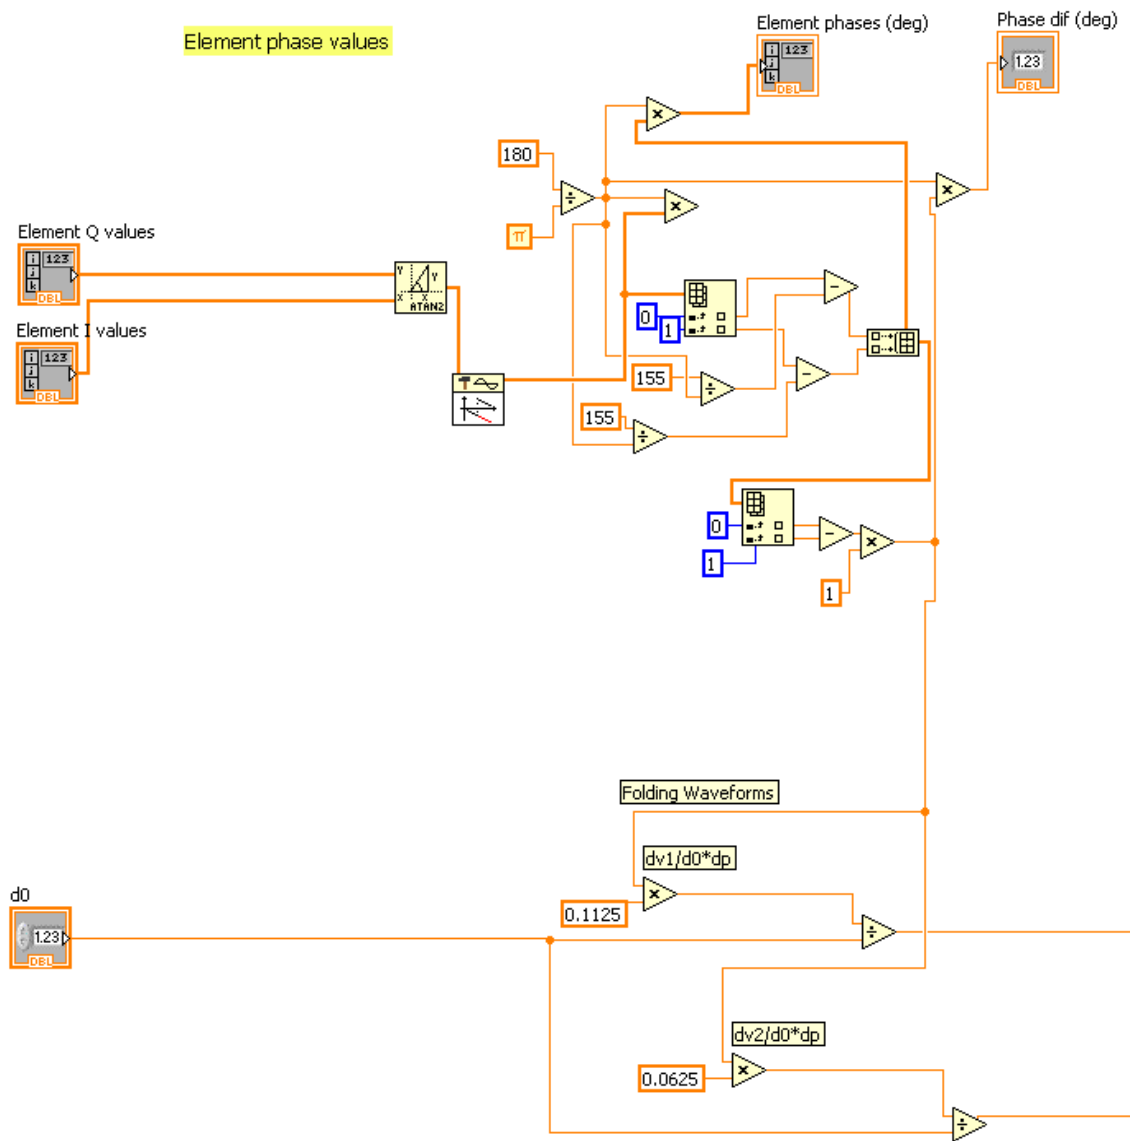 Element phases (deg)
Phase dif (deg)
Element phase values
i
j
k
123
DBL
1.23
DBL
180
π
Element Q values
i
j
k
123
DBL
Y
Y
X
X
ATAN2
Element I values
i
j
k
123
DBL
0
1
155
155
0
1
1
Folding Waveforms
dv1/d0*dp
0.1125
d0
1.23
DBL
dv2/d0*dp
0.0625